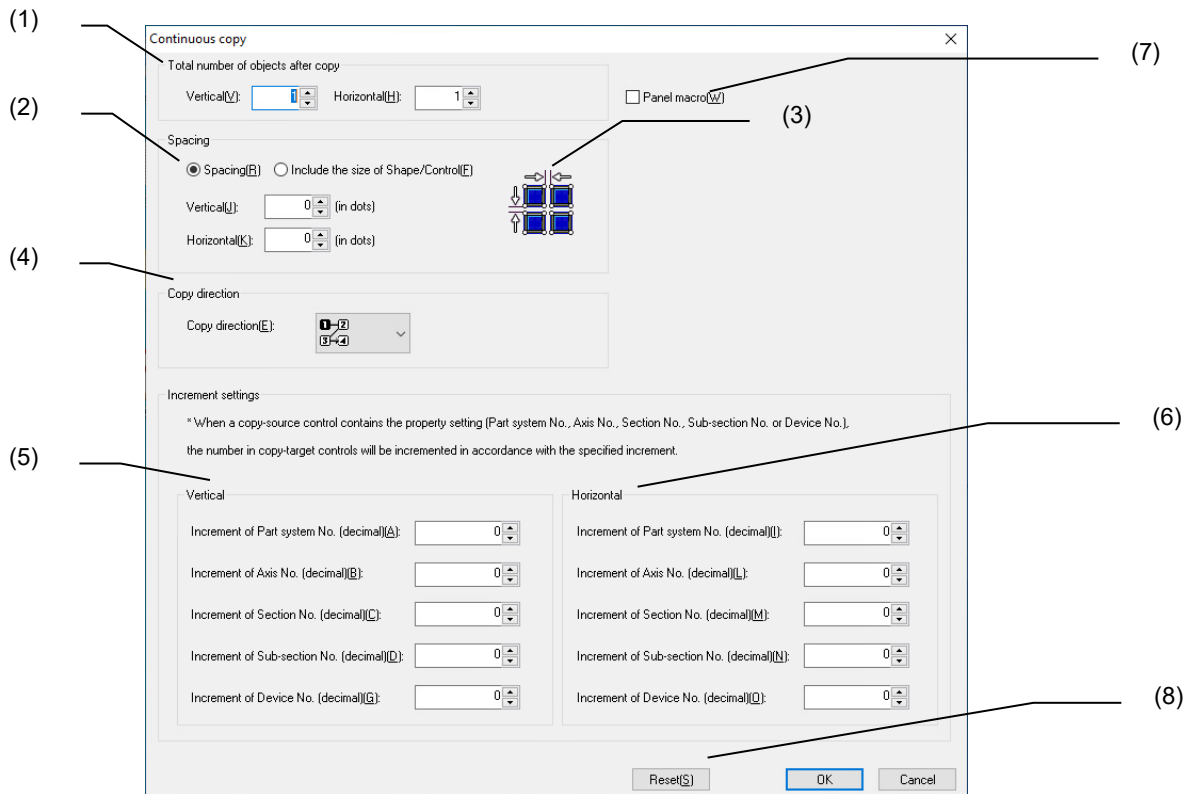 (1)
Continuous copy
(7)
Total number of objects after copy
Vertical(V): 1 Horizontal(H): 1
Panel macro(W)
(2)
(3)
Spacing
Spacing(R) Include the size of Shape/Control(F)
Vertical(J): 0 (in dots)
Horizontal(K): 0 (in dots)
(4)
Copy direction
Copy direction(E): 1 2 3 4
Increment settings
* When a copy-source control contains the property setting (Part system No., Axis No., Section No., Sub-section No. or Device No.),
the number in copy-target controls will be incremented in accordance with the specified increment.
(6)
(5)
Vertical
Horizontal
Increment of Part system No. (decimal)(A): 0 Increment of Part system No. (decimal)(I): 0
Increment of Axis No. (decimal)(B): 0 Increment of Axis No. (decimal)(L): 0
Increment of Section No. (decimal)(C): 0 Increment of Section No. (decimal)(M): 0
Increment of Sub-section No. (decimal)(D): 0 Increment of Sub-section No. (decimal)(N): 0
Increment of Device No. (decimal)(G): 0 Increment of Device No. (decimal)(O): 0
(8)
Reset(S) OK Cancel